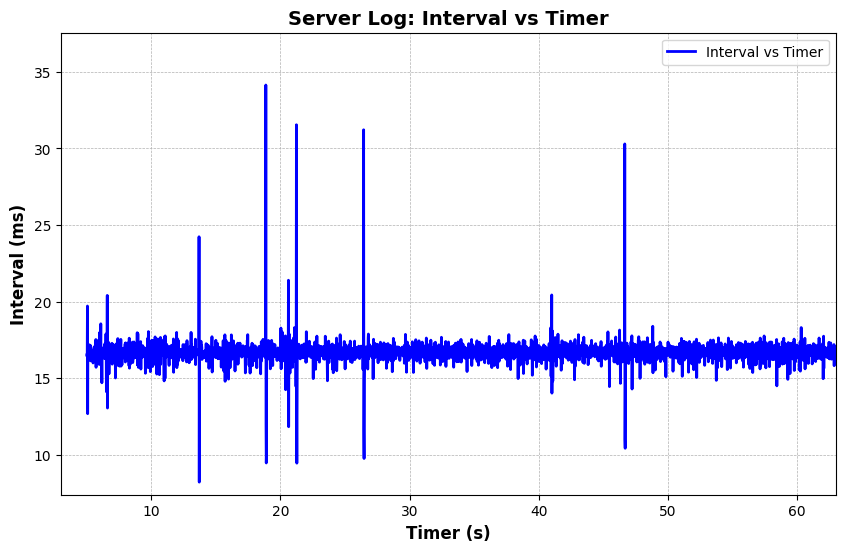 Server Log: Interval vs Timer
Interval vs Timer
35
30
25
20
15
10
Interval (ms)
10 20 30 40 50 60
Timer (s)